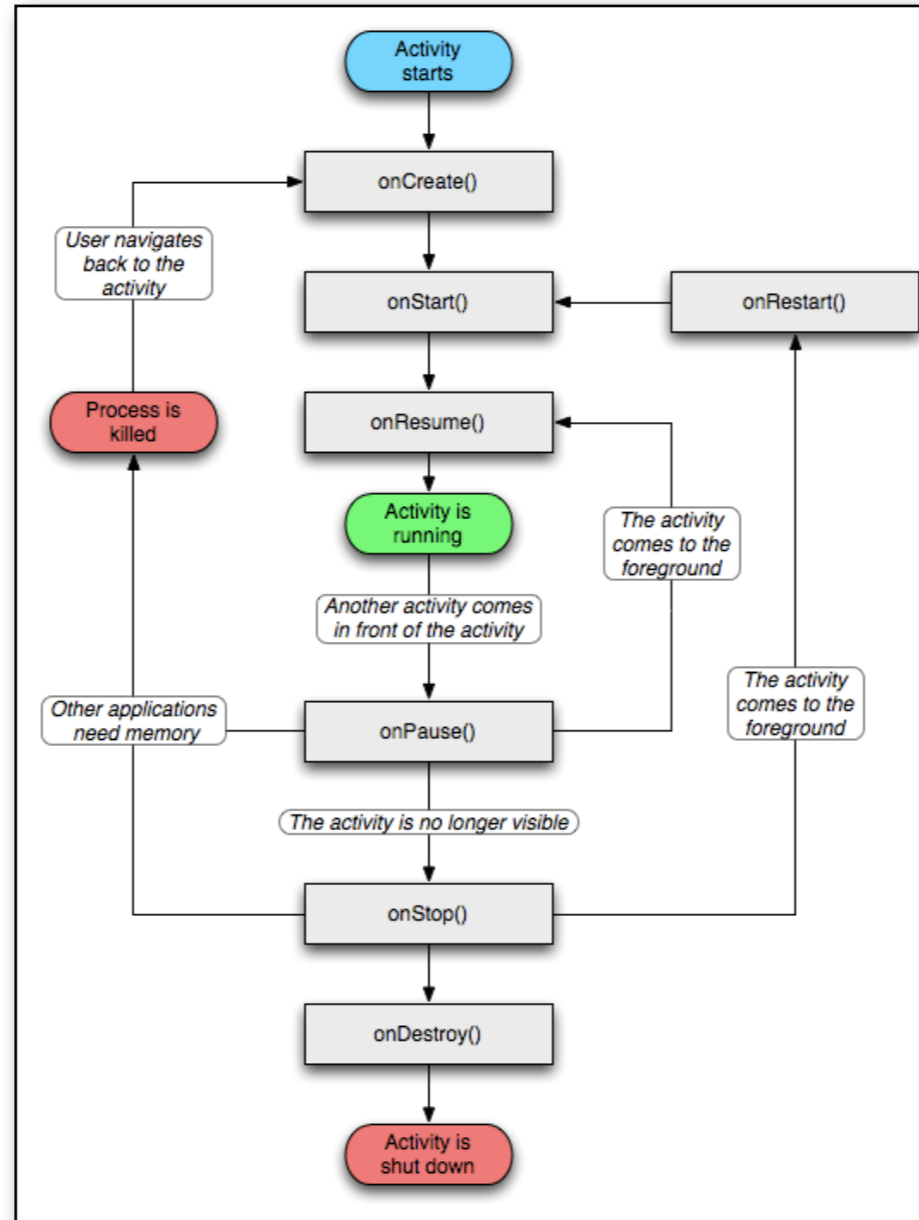 Activity
starts
onCreate()
User navigates
back to the
activity
onStart()
onRestart()
Process is
killed
onResume()
Activity is
running
The activity
comes to the
foreground
Another activity comes
in front of the activity
The activity
comes to the
foreground
Other applications
need memory
onPause()
The activity is no longer visible
onStop()
onDestroy()
Activity is
shut down